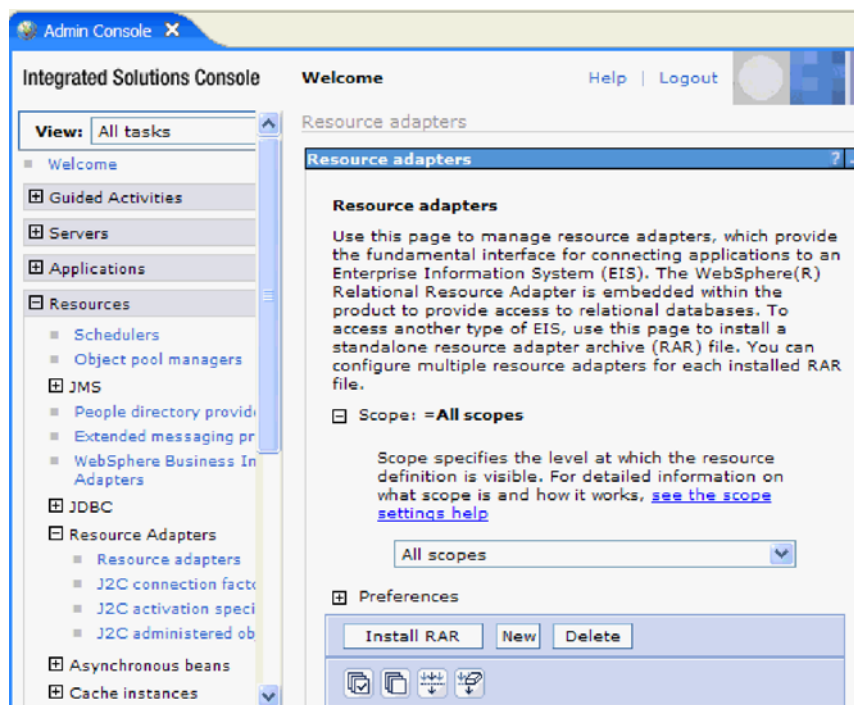 Admin Console
Integrated Solutions Console
Welcome
Help | Logout
View: All tasks
Welcome
Guided Activities
Servers
Applications
Resources
Schedulers
Object pool managers
JMS
People directory provid
Extended messaging pr
WebSphere Business In
Adapters
JDBC
Resource Adapters
Resource adapters
J2C connection facto
J2C activation speci
J2C administered ob
Asynchronous beans
Cache instances
Resource adapters
Resource adapters ?
Resource adapters
Use this page to manage resource adapters, which provide
the fundamental interface for connecting applications to an
Enterprise Information System (EIS). The WebSphere(R)
Relational Resource Adapter is embedded within the
product to provide access to relational databases. To
access another type of EIS, use this page to install a
standalone resource adapter archive (RAR) file. You can
configure multiple resource adapters for each installed RAR
file.
Scope: =All scopes
Scope specifies the level at which the resource
definition is visible. For detailed information on
what scope is and how it works, see the scope
settings help
All scopes
Preferences
Install RAR New Delete